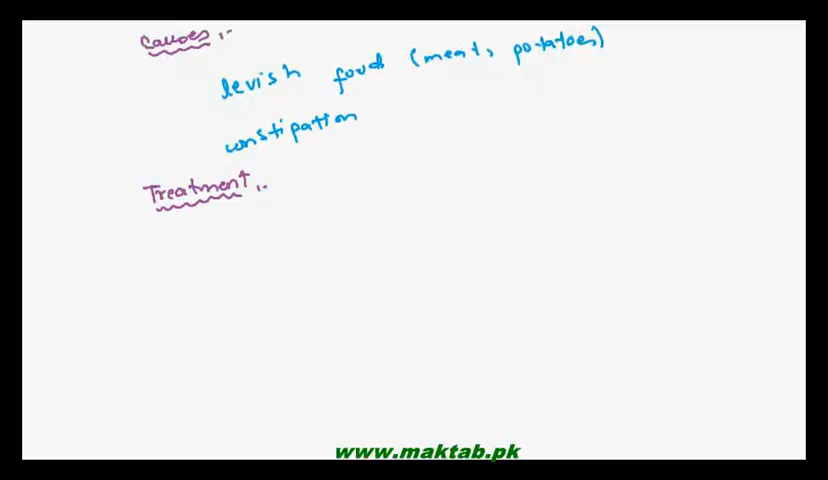 Causes :-
levish food (meat, potatoes)
constipation
Treatment :-
www.maktab.pk